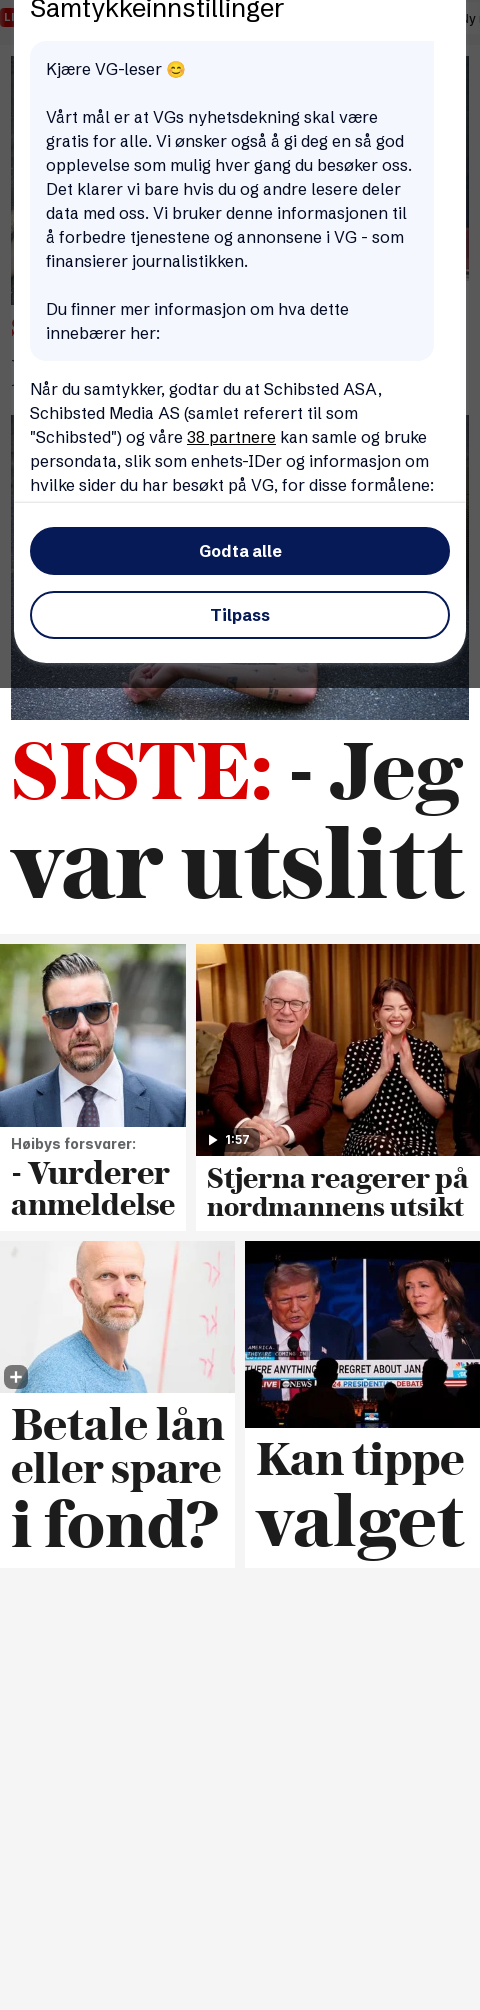 Samtykkeinnstillinger
Kjære VG-leser 😊
Vårt mål er at VGs nyhetsdekning skal være
gratis for alle. Vi ønsker også å gi deg en så god
opplevelse som mulig hver gang du besøker oss.
Det klarer vi bare hvis du og andre lesere deler
data med oss. Vi bruker denne informasjonen til
å forbedre tjenestene og annonsene i VG - som
finansierer journalistikken.
Du finner mer informasjon om hva dette
innebærer her:
Når du samtykker, godtar du at Schibsted ASA,
Schibsted Media AS (samlet referert til som
"Schibsted") og våre 38 partnere kan samle og bruke
persondata, slik som enhets-IDer og informasjon om
hvilke sider du har besøkt på VG, for disse formålene:
Godta alle
Tilpass
SISTE: - Jeg
var utslitt
1:57
Høibys forsvarer:
- Vurderer
anmeldelse
Stjerna reagerer på
nordmannens utsikt
AMERICA.
THEY'RE COMING IN
REGRET ABOUT JAN.
LIVE abc NEWS
PRESIDENTIAL DEBATE
Betale lån
eller spare
i fond?
Kan tippe
valget